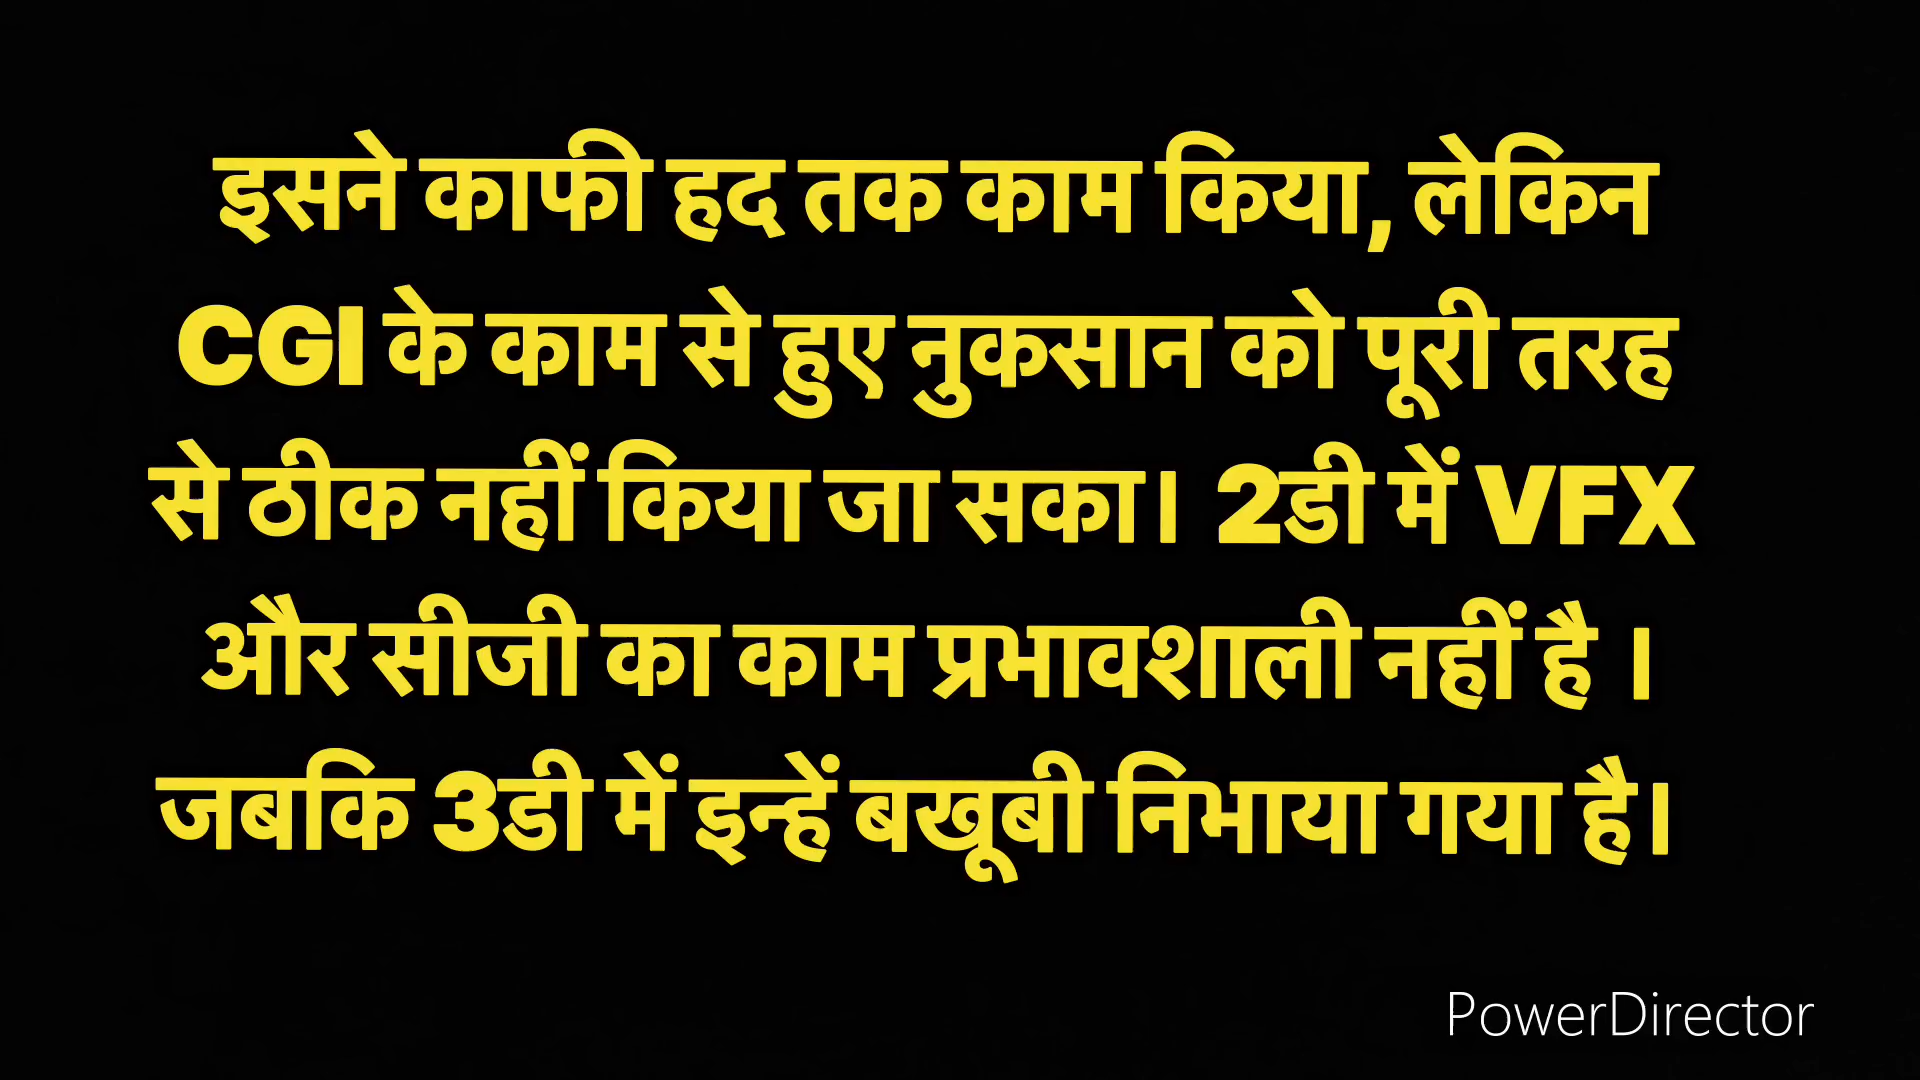 इसने काफी हद तक काम किया, लेकिन
CGI के काम से हुए नुकसान को पूरी तरह
से ठीक नहीं किया जा सका। 2डी में VFX
और सीजी का काम प्रभावशाली नहीं है ।
जबकि 3डी में इन्हें बखूबी निभाया गया है।
PowerDirector